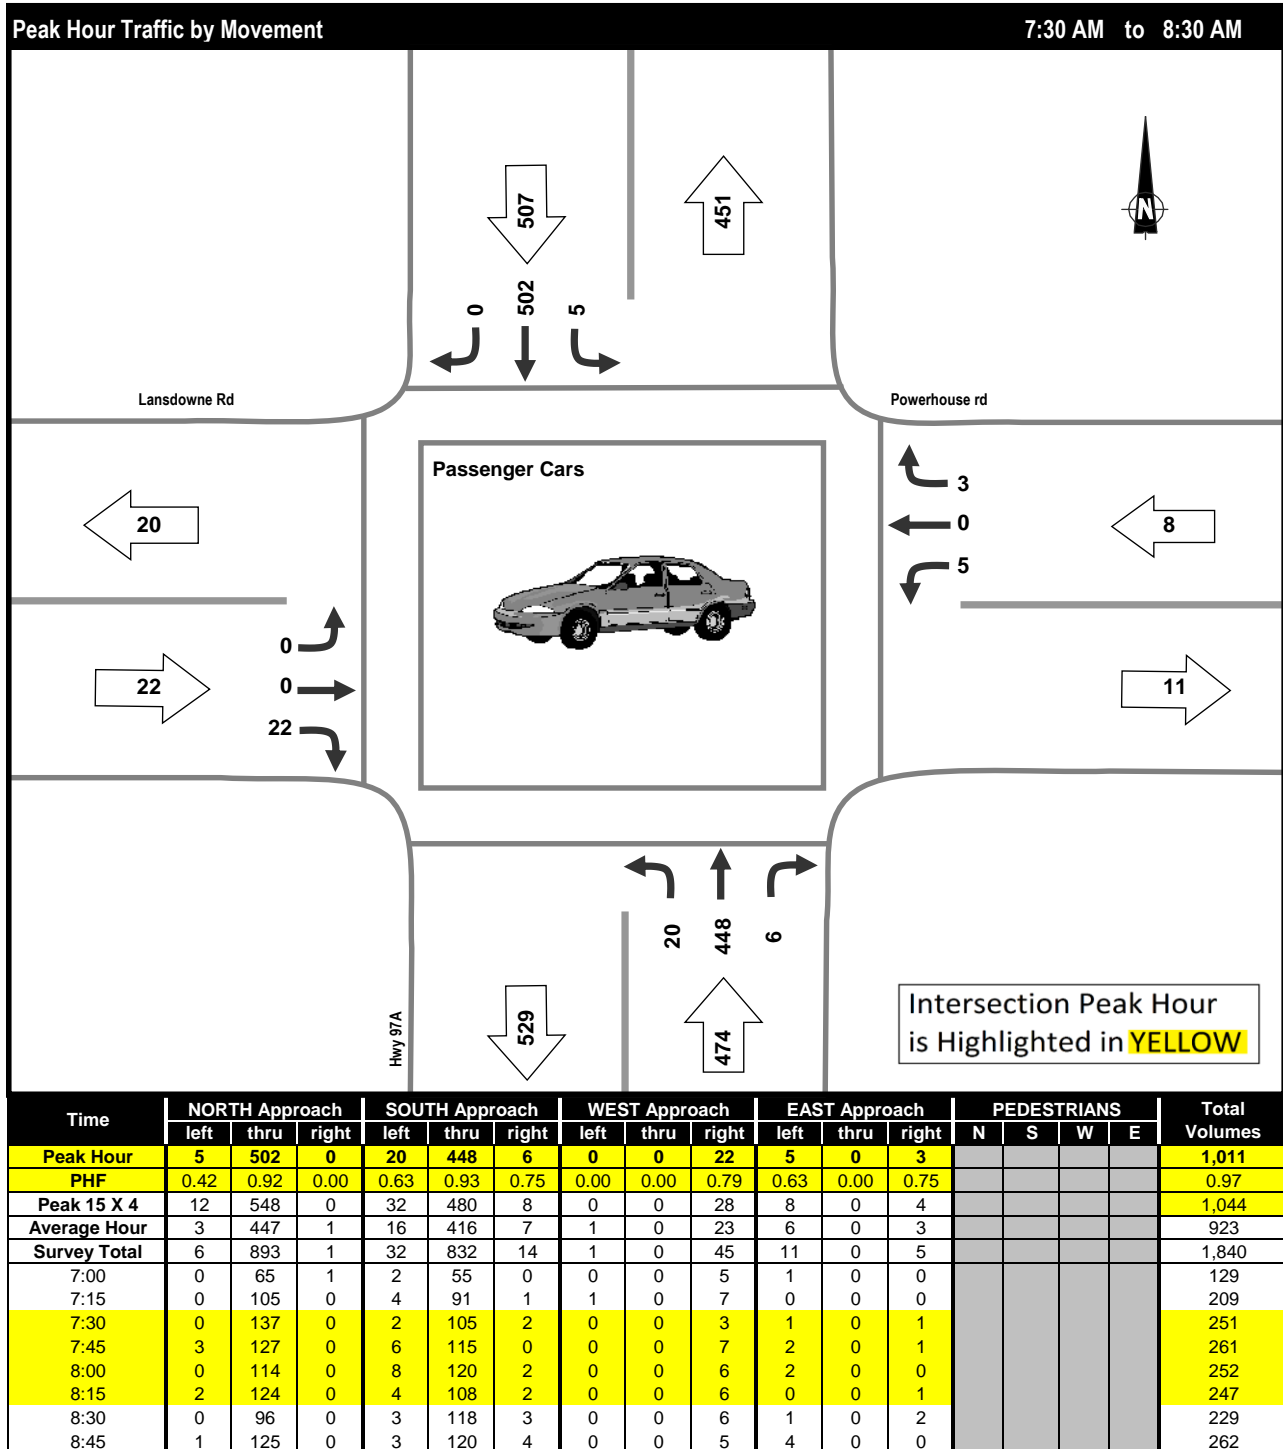 Peak Hour Traffic by Movement 7:30 AM to 8:30 AM
507
451
N
0 502 5
Lansdowne Rd
Powerhouse rd
Passenger Cars
3
20
0
8
5
0
22
0
11
22
20 448 6
Hwy 97A
529
474
Intersection Peak Hour
is Highlighted in YELLOW
Time NORTH Approach SOUTH Approach WEST Approach EAST Approach PEDESTRIANS Total
left thru right left thru right left thru right left thru right N S W E Volumes
Peak Hour 5 502 0 20 448 6 0 0 22 5 0 3 1,011
PHF 0.42 0.92 0.00 0.63 0.93 0.75 0.00 0.00 0.79 0.63 0.00 0.75 0.97
Peak 15 X 4 12 548 0 32 480 8 0 0 28 8 0 4 1,044
Average Hour 3 447 1 16 416 7 1 0 23 6 0 3 923
Survey Total 6 893 1 32 832 14 1 0 45 11 0 5 1,840
7:00 0 65 1 2 55 0 0 0 5 1 0 0 129
7:15 0 105 0 4 91 1 1 0 7 0 0 0 209
7:30 0 137 0 2 105 2 0 0 3 1 0 1 251
7:45 3 127 0 6 115 0 0 0 7 2 0 1 261
8:00 0 114 0 8 120 2 0 0 6 2 0 0 252
8:15 2 124 0 4 108 2 0 0 6 0 0 1 247
8:30 0 96 0 3 118 3 0 0 6 1 0 2 229
8:45 1 125 0 3 120 4 0 0 5 4 0 0 262